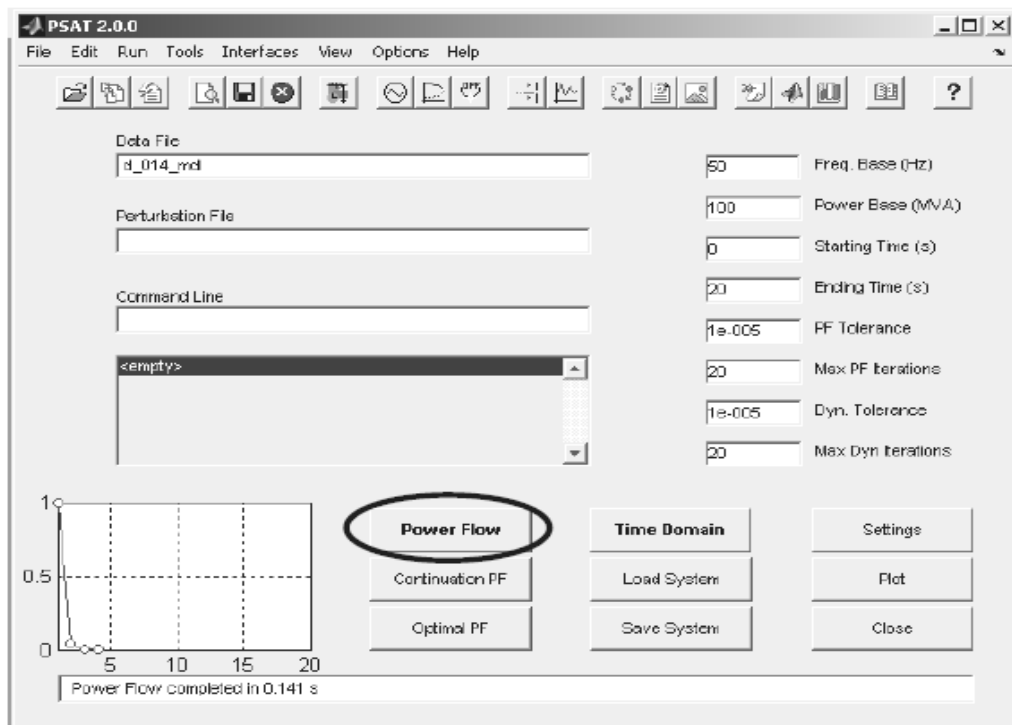 PSAT 2.0.0
File Edit Run Tools Interfaces View Options Help
?
Data File
d_014_mdl
Perturbation File
Command Line
<empty>
50 Freq. Base (Hz)
100 Power Base (MVA)
0 Starting Time (s)
20 Ending Time (s)
1e-005 PF Tolerance
20 Max PF Iterations
1e-005 Dyn. Tolerance
20 Max Dyn Iterations
1
0.5
0
5 10 15 20
Power Flow Time Domain Settings
Continuation PF Load System Plot
Optimal PF Save System Close
Power Flow completed in 0.141 s